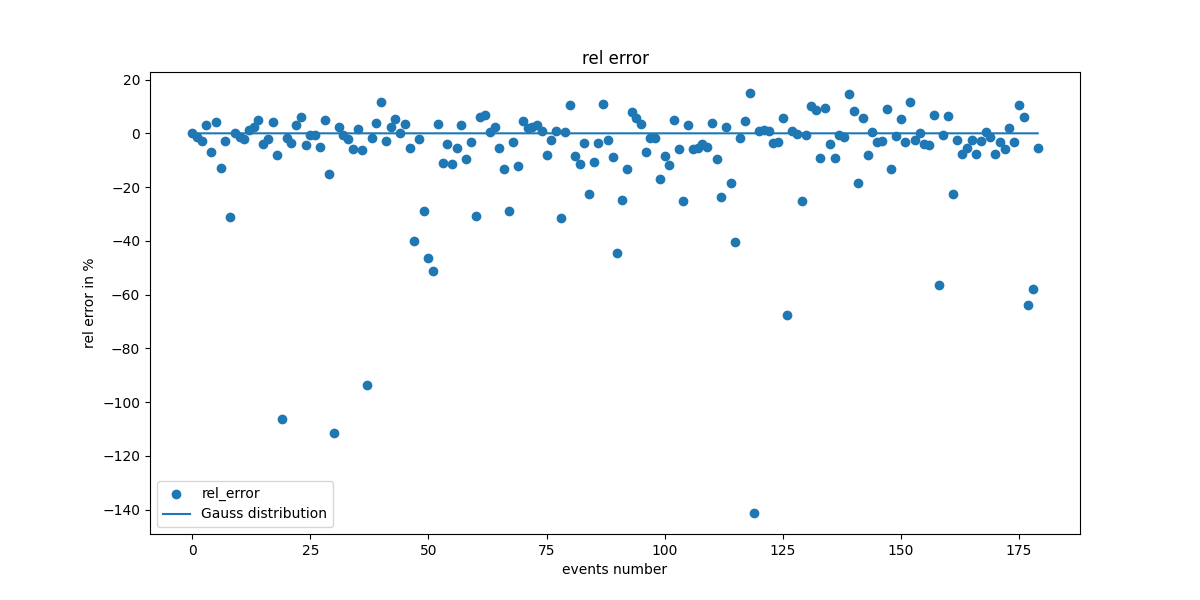 rel error
20
0
−20
−40
−60
−80
−100
−120
−140
rel error in %
rel_error
Gauss distribution
0 25 50 75 100 125 150 175
events number